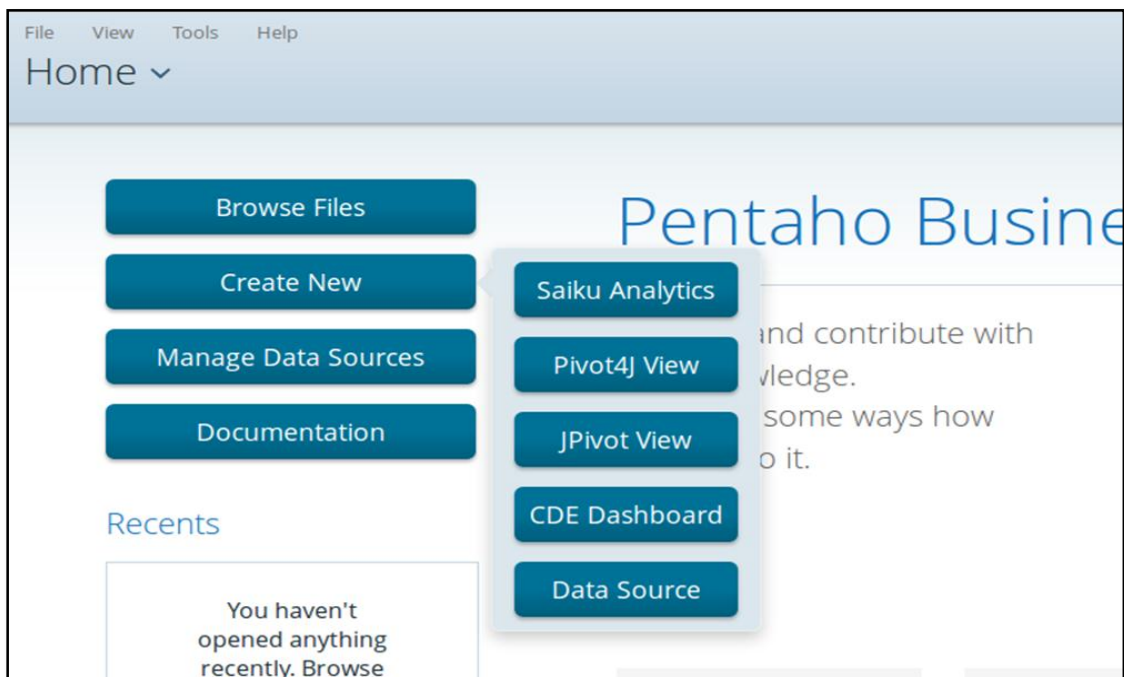 File View Tools Help
Home
Browse Files
Create New
Manage Data Sources
Documentation
Recents
You haven't
opened anything
recently. Browse
Saiku Analytics
Pivot4J View
JPivot View
CDE Dashboard
Data Source
Pentaho Busine
and contribute with
wledge.
some ways how
o it.